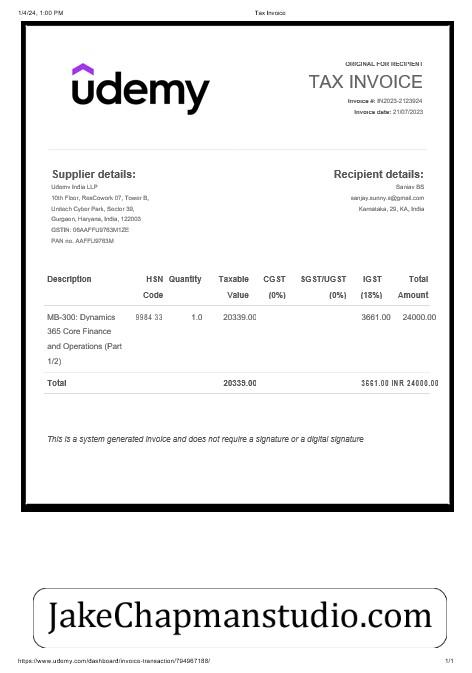 1/4/24, 1:00 PM Tax Invoice
ORIGINAL FOR RECIPIENT
udemy TAX INVOICE
Invoice #: IN2023-2123924
Invoice date: 21/07/2023
Supplier details: Recipient details:
Udemy India LLP Sanjay BS
10th Floor, ResCowork 07, Tower B, sanjay.sunny.s@gmail.com
Unitech Cyber Park, Sector 39, Karnataka, 29, KA, India
Gurgaon, Haryana, India, 122003
GSTIN: 06AAFFU9763M1ZE
PAN no. AAFFU9763M
Description HSN Quantity Taxable CGST SGST/UGST IGST Total
Code Value (0%) (0%) (18%) Amount
MB-300: Dynamics 9984 33 1.0 20339.00 3661.00 24000.00
365 Core Finance
and Operations (Part
1/2)
Total 20339.00 3661.00 INR 24000.00
This is a system generated invoice and does not require a signature or a digital signature
JakeChapmanstudio.com
https://www.udemy.com/dashboard/invoice-transaction/794967188/ 1/1